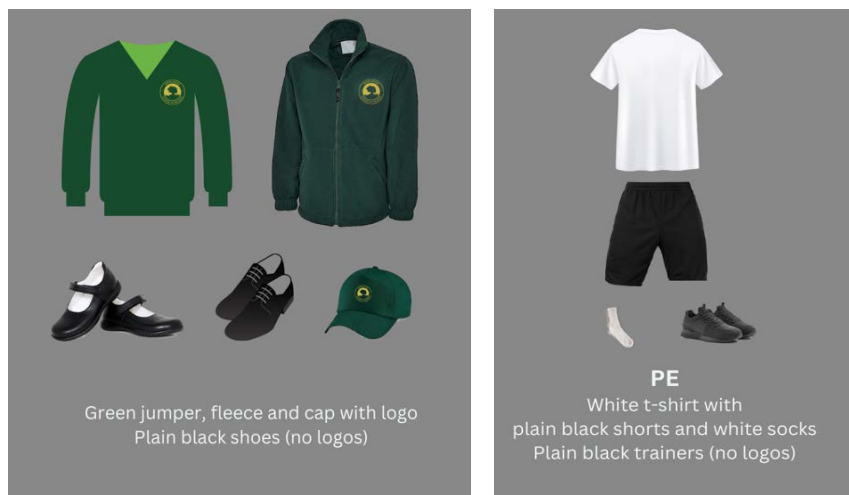 Green jumper, fleece and cap with logo
Plain black shoes (no logos)
PE
White t-shirt with
plain black shorts and white socks
Plain black trainers (no logos)